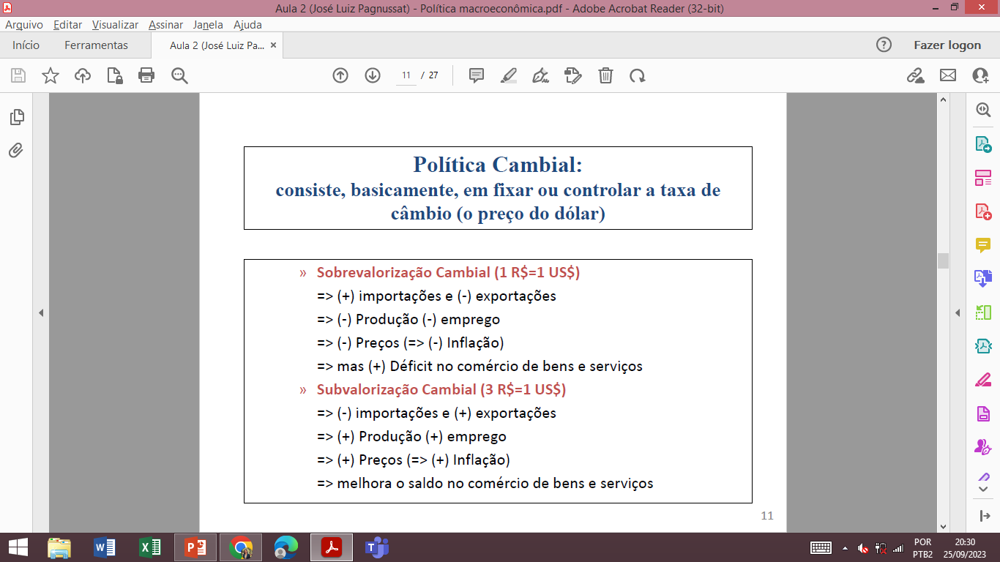 Aula 2 (José Luiz Pagnussat) - Política macroeconômica.pdf - Adobe Acrobat Reader (32-bit)
Arquivo Editar Visualizar Assinar Janela Ajuda
Início Ferramentas Aula 2 (José Luiz Pa... × Fazer logon
11 / 27
Política Cambial:
consiste, basicamente, em fixar ou controlar a taxa de
câmbio (o preço do dólar)
» Sobrevalorização Cambial (1 R$=1 US$)
=> (+) importações e (-) exportações
=> (-) Produção (-) emprego
=> (-) Preços (=> (-) Inflação)
=> mas (+) Déficit no comércio de bens e serviços
» Subvalorização Cambial (3 R$=1 US$)
=> (-) importações e (+) exportações
=> (+) Produção (+) emprego
=> (+) Preços (=> (+) Inflação)
=> melhora o saldo no comércio de bens e serviços
11
POR 20:30
PTB2 25/09/2023